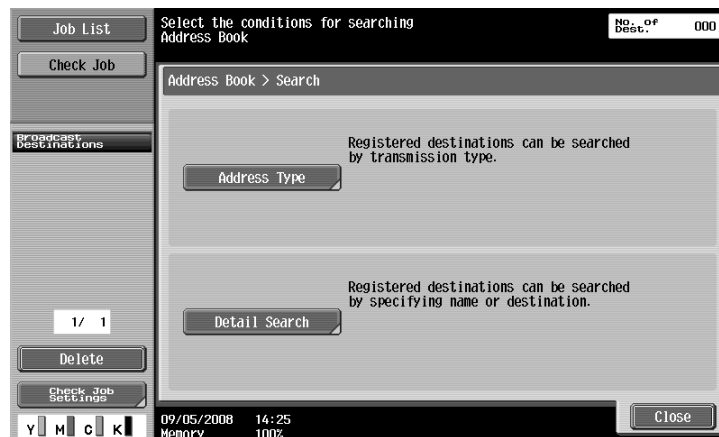 Job List
Check Job
Select the conditions for searching
Address Book
No. of
Dest.
000
Address Book > Search
Broadcast
Destinations
Registered destinations can be searched
by transmission type.
Address Type
Registered destinations can be searched
by specifying name or destination.
Detail Search
1/ 1
Delete
Check Job
Settings
Close
Y M C K
09/05/2008 14:25
Memory 100%